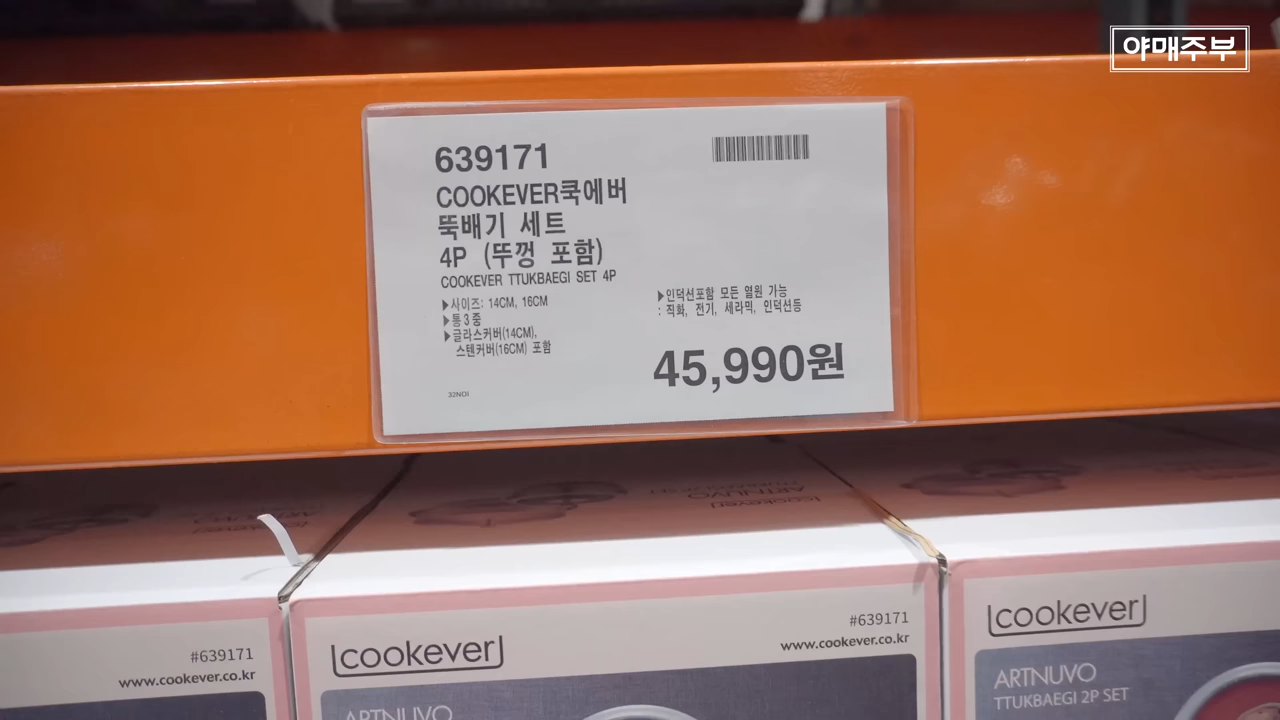 야매주부
639171
COOKEVER쿡에버
뚝배기 세트
4P (뚜껑 포함)
COOKEVER TTUKBAEGI SET 4P
▶사이즈: 14CM, 16CM
▶통3중
▶글라스커버(14CM),
스텐커버(16CM) 포함
▶인덕션포함 모든 열원 가능
: 직화, 전기, 세라믹, 인덕션등
45,990원
cookever
ARTNUVO
#639171
www.cookever.co.kr
cookever
#639171
www.cookever.co.kr
ARTNUVO
cookever
ARTNUVO
TTUKBAEGI 2P SET